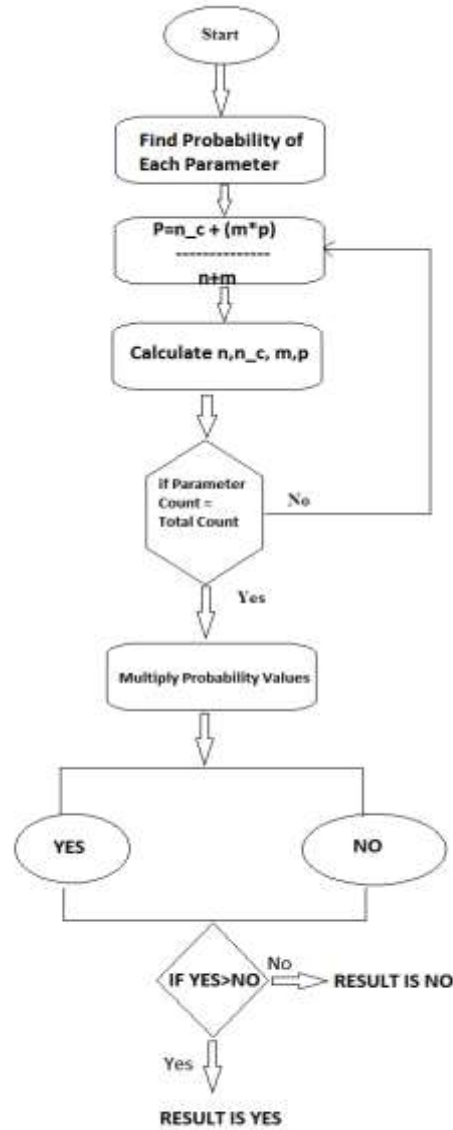 Start
Find Probability of
Each Parameter
P=n_c + (m*p)
--------------
n+m
Calculate n,n_c, m,p
if Parameter
Count =
Total Count
No
Yes
Multiply Probability Values
YES
NO
IF YES>NO
No
RESULT IS NO
Yes
RESULT IS YES